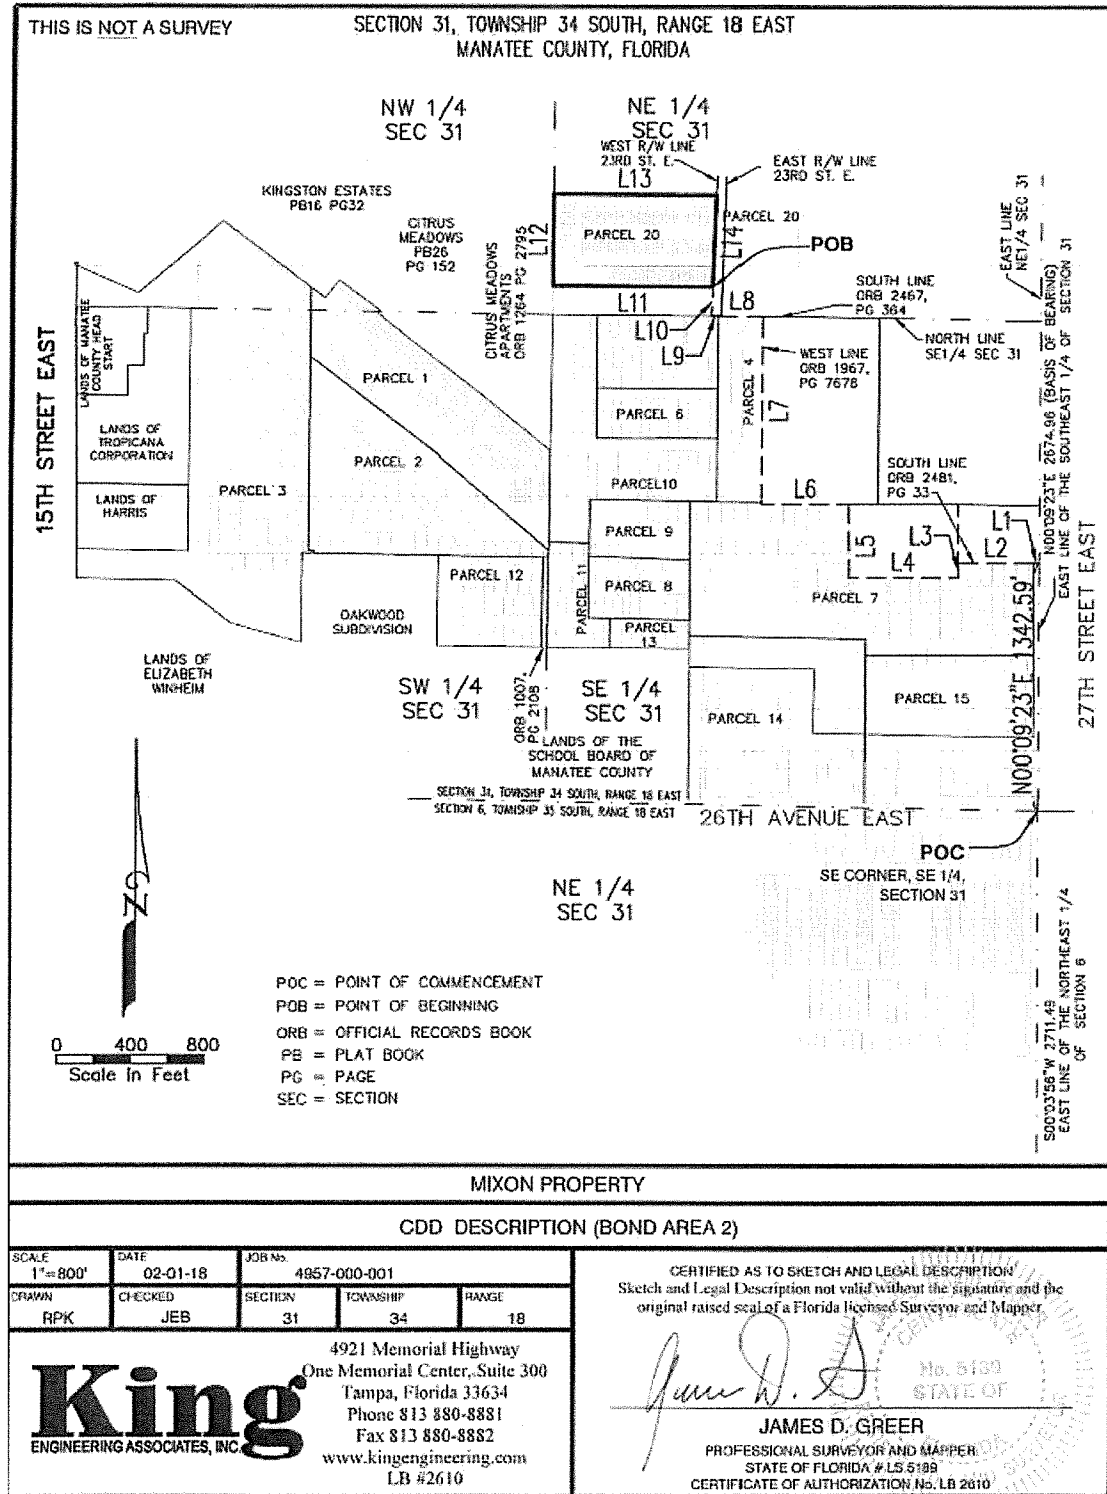 THIS IS NOT A SURVEY
SECTION 31, TOWNSHIP 34 SOUTH, RANGE 18 EAST
MANATEE COUNTY, FLORIDA
NW 1/4
SEC 31
NE 1/4
SEC 31
WEST R/W LINE
23RD ST. E.
EAST R/W LINE
23RD ST. E.
L13
KINGSTON ESTATES
PB16 PG32
CITRUS
MEADOWS
PB26
PG 152
CITRUS MEADOWS
APARTMENTS
ORB 1264 PG 2795
L12
PARCEL 20
L14
PARCEL 20
POB
EAST LINE
NE1/4 SEC 31
SOUTH LINE
ORB 2467,
PG 364
L11
L8
L10
L9
NORTH LINE
SE1/4 SEC 31
WEST LINE
ORB 1967,
PG 7678
15TH STREET EAST
LANDS OF MANATEE
COUNTY HEAD
START
PARCEL 1
PARCEL 4
L7
PARCEL 6
LANDS OF
TROPICANA
CORPORATION
PARCEL 2
PARCEL 3
LANDS OF
HARRIS
PARCEL10
SOUTH LINE
ORB 2481,
PG 33
L6
L1
L2
L3
L4
L5
PARCEL 9
PARCEL 8
PARCEL 11
PARCEL 12
PARCEL
13
PARCEL 7
N00°09'23"E 2674.96 (BASIS OF BEARING)
EAST LINE OF THE SOUTHEAST 1/4 OF SECTION 31
27TH STREET EAST
N00°09'23"E 1342.59'
OAKWOOD
SUBDIVISION
LANDS OF
ELIZABETH
WINHEIM
SW 1/4
SEC 31
SE 1/4
SEC 31
ORB 1007,
PG 2108
PARCEL 14
PARCEL 15
LANDS OF THE
SCHOOL BOARD OF
MANATEE COUNTY
SECTION 31, TOWNSHIP 34 SOUTH, RANGE 18 EAST
SECTION 6, TOWNSHIP 35 SOUTH, RANGE 18 EAST
26TH AVENUE EAST
POC
SE CORNER, SE 1/4,
SECTION 31
NE 1/4
SEC 31
S00°03'56"W 2711.49
EAST LINE OF THE NORTHEAST 1/4
OF SECTION 6
N
POC = POINT OF COMMENCEMENT
POB = POINT OF BEGINNING
ORB = OFFICIAL RECORDS BOOK
PB = PLAT BOOK
PG = PAGE
SEC = SECTION
0 400 800
Scale In Feet
MIXON PROPERTY
CDD DESCRIPTION (BOND AREA 2)
SCALE DATE JOB No.
1"=800' 02-01-18 4957-000-001
DRAWN CHECKED SECTION TOWNSHIP RANGE
RPK JEB 31 34 18
King
ENGINEERING ASSOCIATES, INC.
4921 Memorial Highway
One Memorial Center, Suite 300
Tampa, Florida 33634
Phone 813 880-8881
Fax 813 880-8882
www.kingengineering.com
LB #2610
CERTIFIED AS TO SKETCH AND LEGAL DESCRIPTION
Sketch and Legal Description not valid without the signature and the
original raised seal of a Florida licensed Surveyor and Mapper
No. 5189
STATE OF
JAMES D. GREER
PROFESSIONAL SURVEYOR AND MAPPER
STATE OF FLORIDA # LS 5189
CERTIFICATE OF AUTHORIZATION No. LB 2610